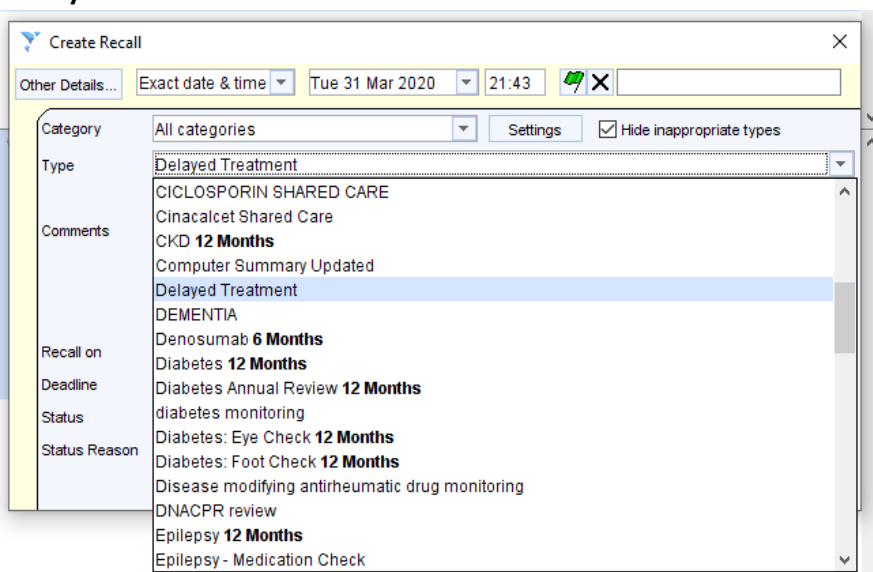 Create Recall
Other Details... Exact date & time Tue 31 Mar 2020 21:43
Category All categories Settings Hide inappropriate types
Type Delayed Treatment
CICLOSPORIN SHARED CARE
Cinacalcet Shared Care
Comments
CKD 12 Months
Computer Summary Updated
Delayed Treatment
DEMENTIA
Denosumab 6 Months
Recall on
Diabetes 12 Months
Deadline
Diabetes Annual Review 12 Months
Status
diabetes monitoring
Diabetes: Eye Check 12 Months
Status Reason
Diabetes: Foot Check 12 Months
Disease modifying antirheumatic drug monitoring
DNACPR review
Epilepsy 12 Months
Epilepsy - Medication Check